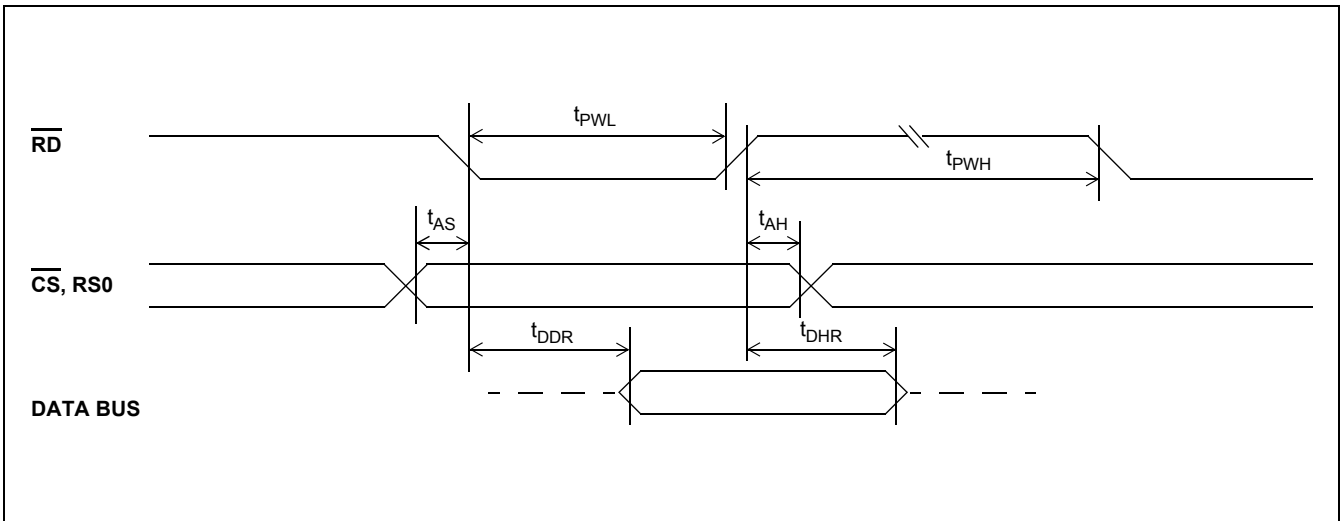 tPWL
RD
tPWH
tAS
tAH
CS, RS0
tDDR
tDHR
DATA BUS